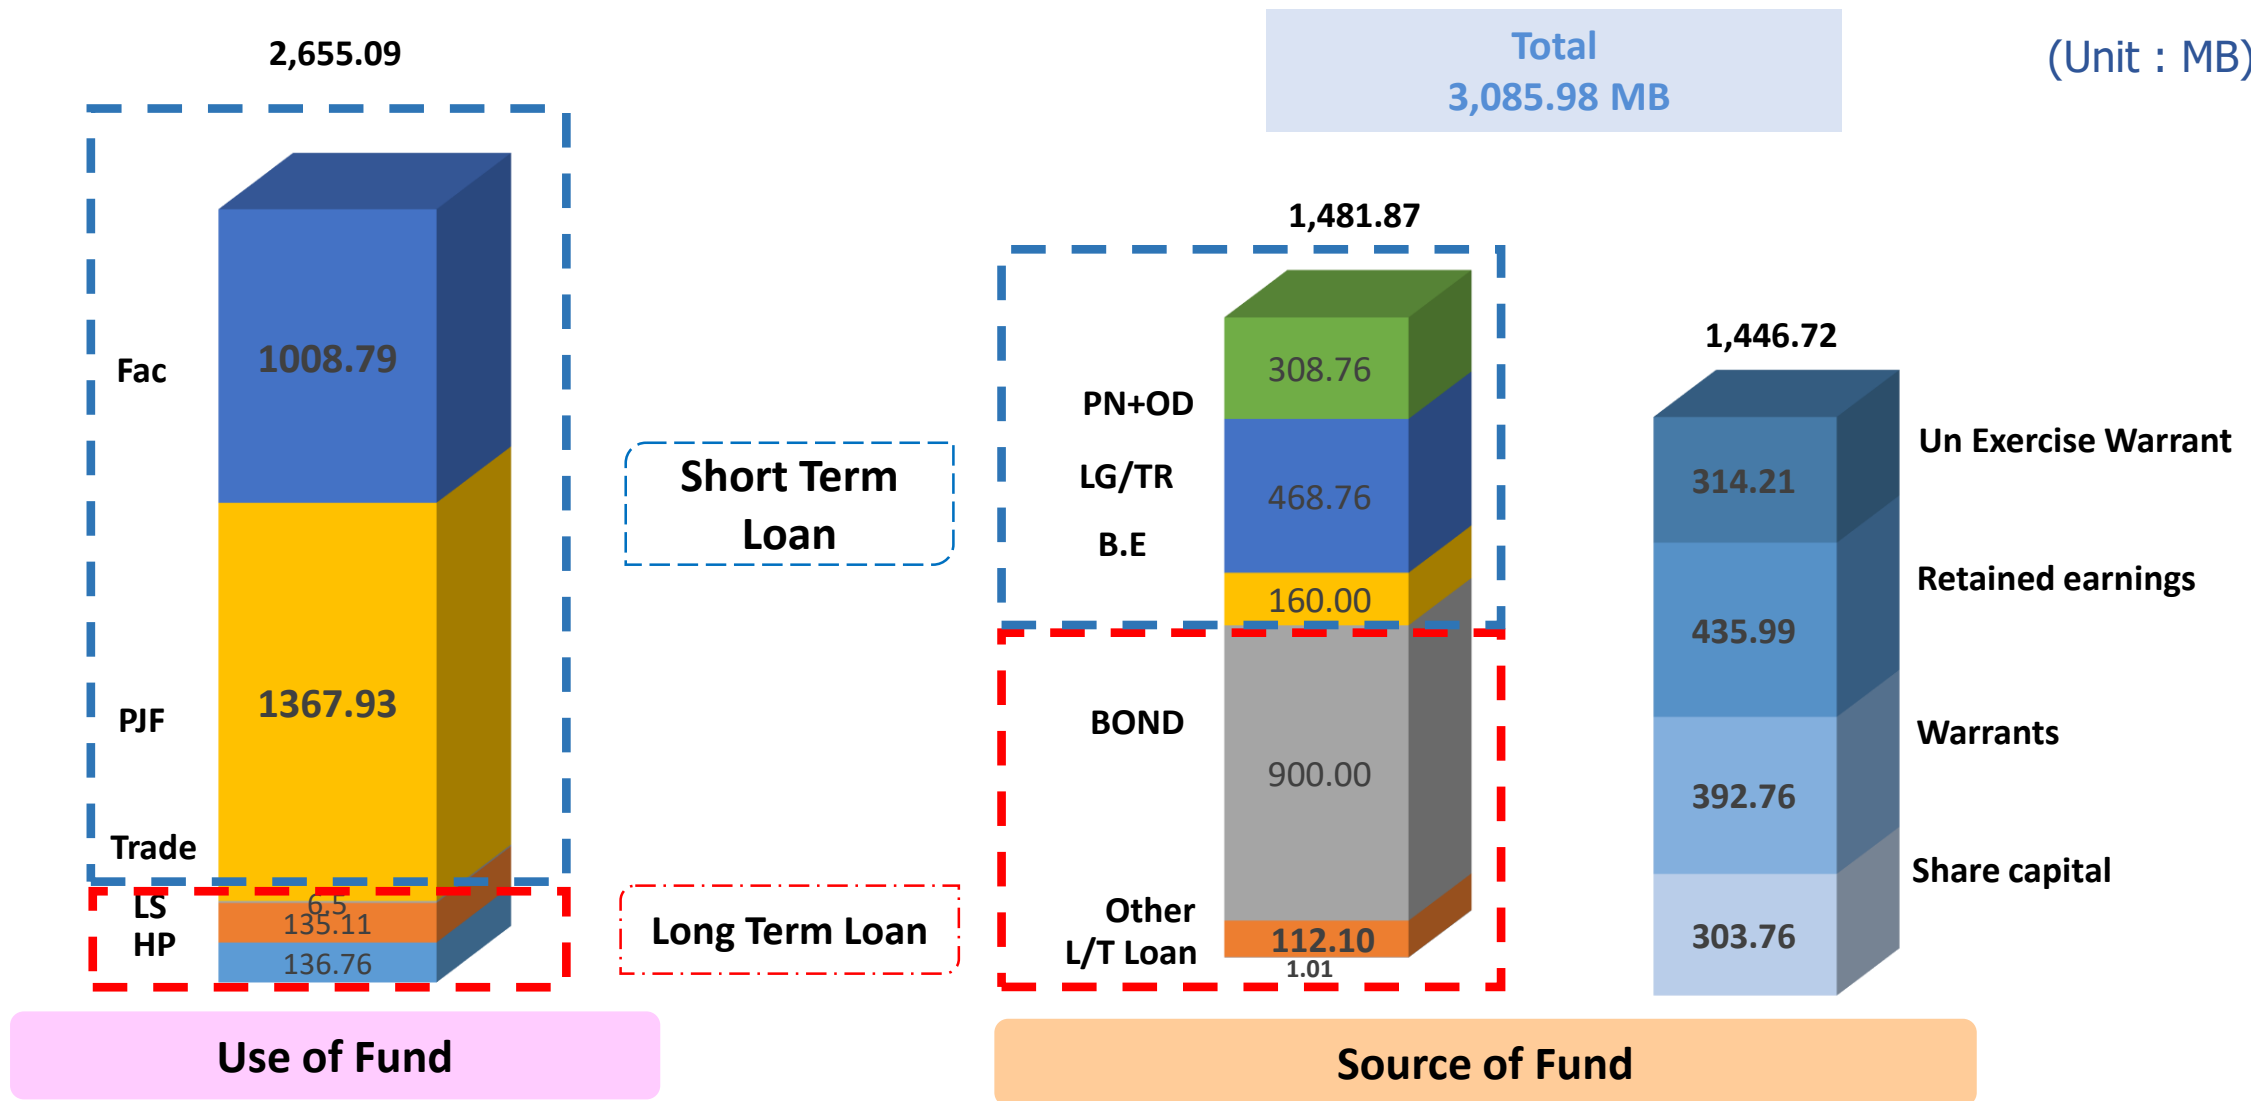 2,655.09
Total
3,085.98 MB
(Unit : MB)
Fac
1008.79
PJF
1367.93
Trade
6.5
LS
135.11
HP
136.76
Short Term
Loan
Long Term Loan
1,481.87
PN+OD
308.76
LG/TR
468.76
B.E
160.00
BOND
900.00
Other
L/T Loan
112.10
1.01
1,446.72
314.21
Un Exercise Warrant
435.99
Retained earnings
392.76
Warrants
303.76
Share capital
Use of Fund
Source of Fund